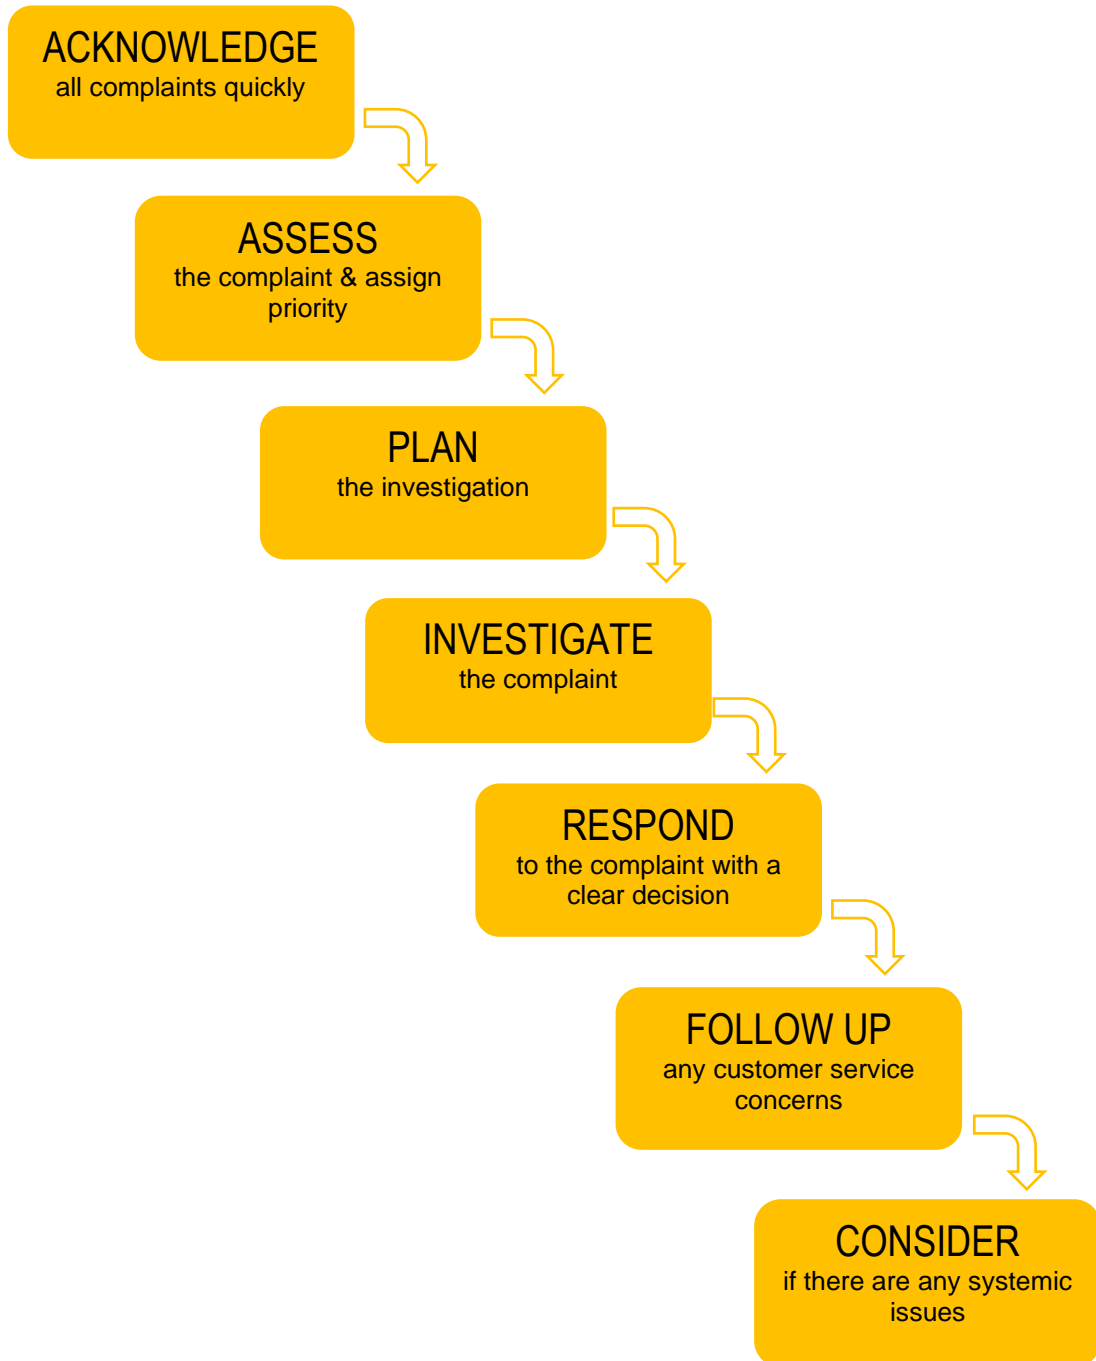 ACKNOWLEDGE
all complaints quickly
ASSESS
the complaint & assign
priority
PLAN
the investigation
INVESTIGATE
the complaint
RESPOND
to the complaint with a
clear decision
FOLLOW UP
any customer service
concerns
CONSIDER
if there are any systemic
issues